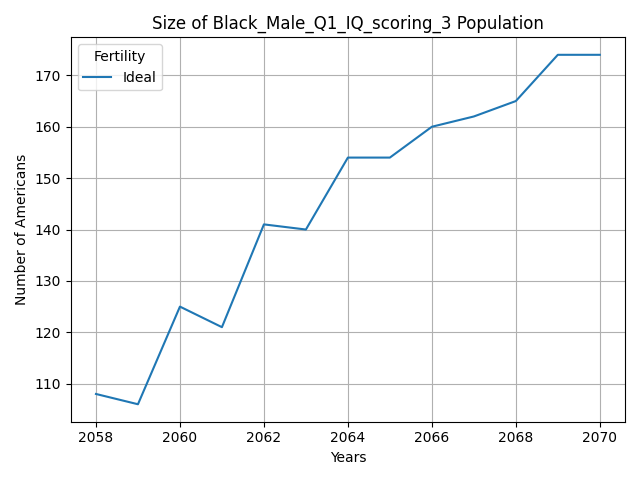 Size of Black_Male_Q1_IQ_scoring_3 Population
Fertility
Ideal
Number of Americans
170
160
150
140
130
120
110
2058
2060
2062
2064
2066
2068
2070
Years